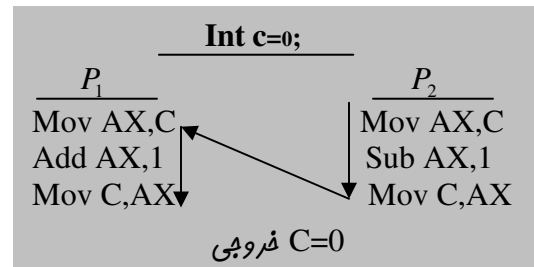 Int c=0;
P1 P2
Mov AX,C Mov AX,C
Add AX,1 Sub AX,1
Mov C,AX Mov C,AX
خروجی C=0